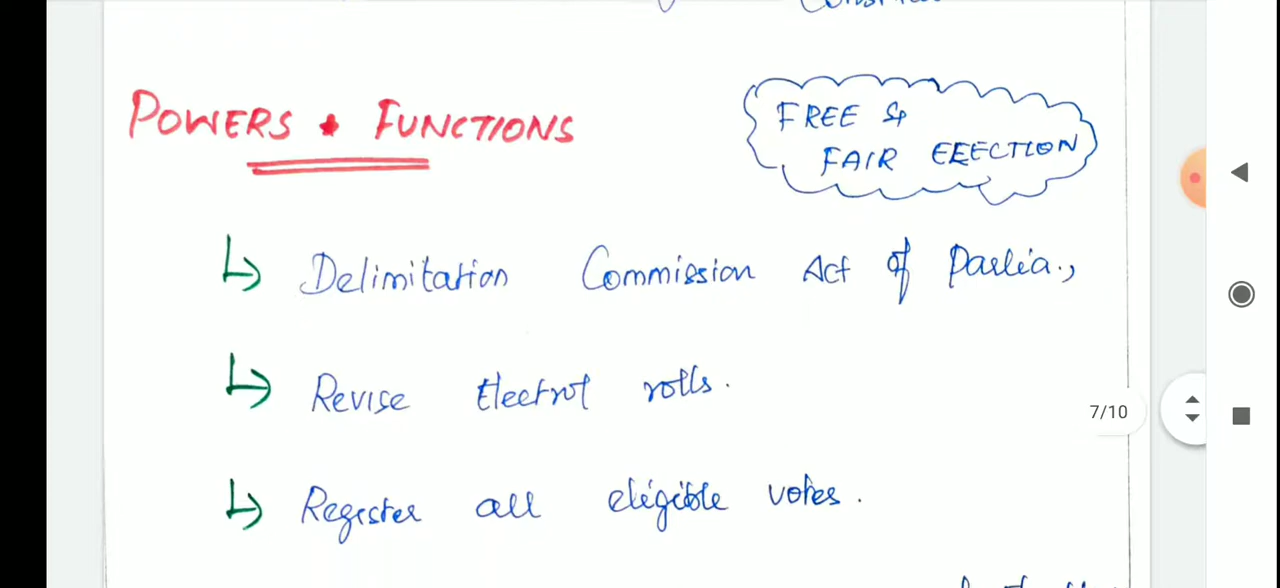 POWERS & FUNCTIONS
FREE &
FAIR EEECTION
Delimitation Commission Act of Parlia.,
Revise Electrol rolls.
7/10
Register all eligible votes.